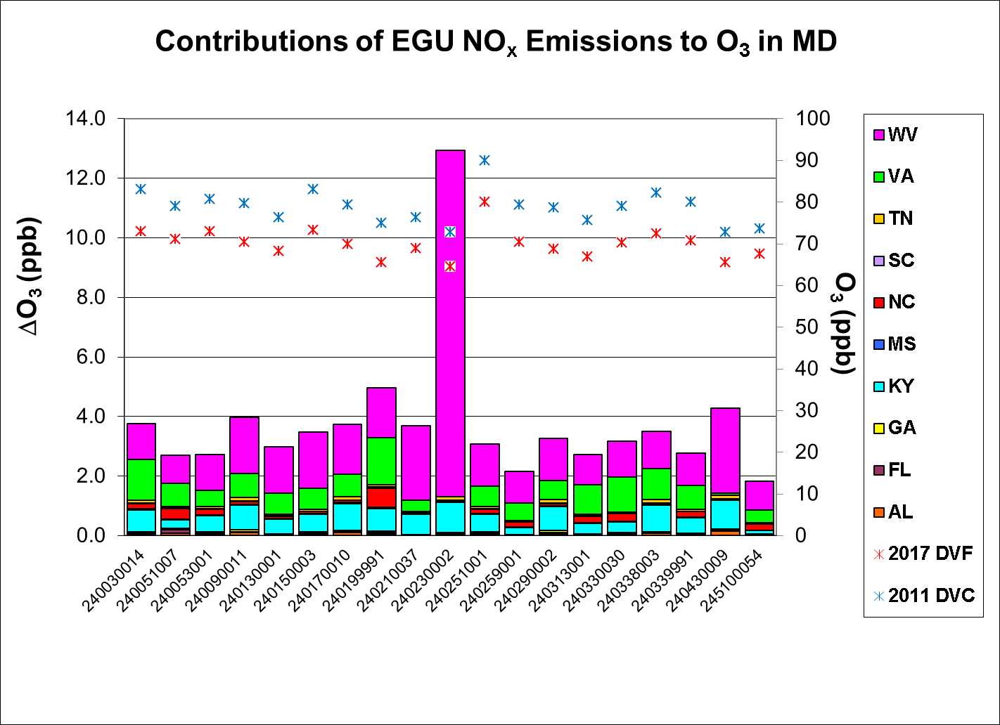 Contributions of EGU NOx Emissions to O3 in MD
14.0
12.0
10.0
8.0
6.0
4.0
2.0
0.0
ΔO3 (ppb)
100
90
80
70
60
50
40
30
20
10
0
O3 (ppb)
240030014
240051007
240053001
240090011
240130001
240150003
240170010
240199991
240210037
240230002
240251001
240259001
240290002
240313001
240330030
240338003
240339991
240430009
245100054
WV
VA
TN
SC
NC
MS
KY
GA
FL
AL
2017 DVF
2011 DVC